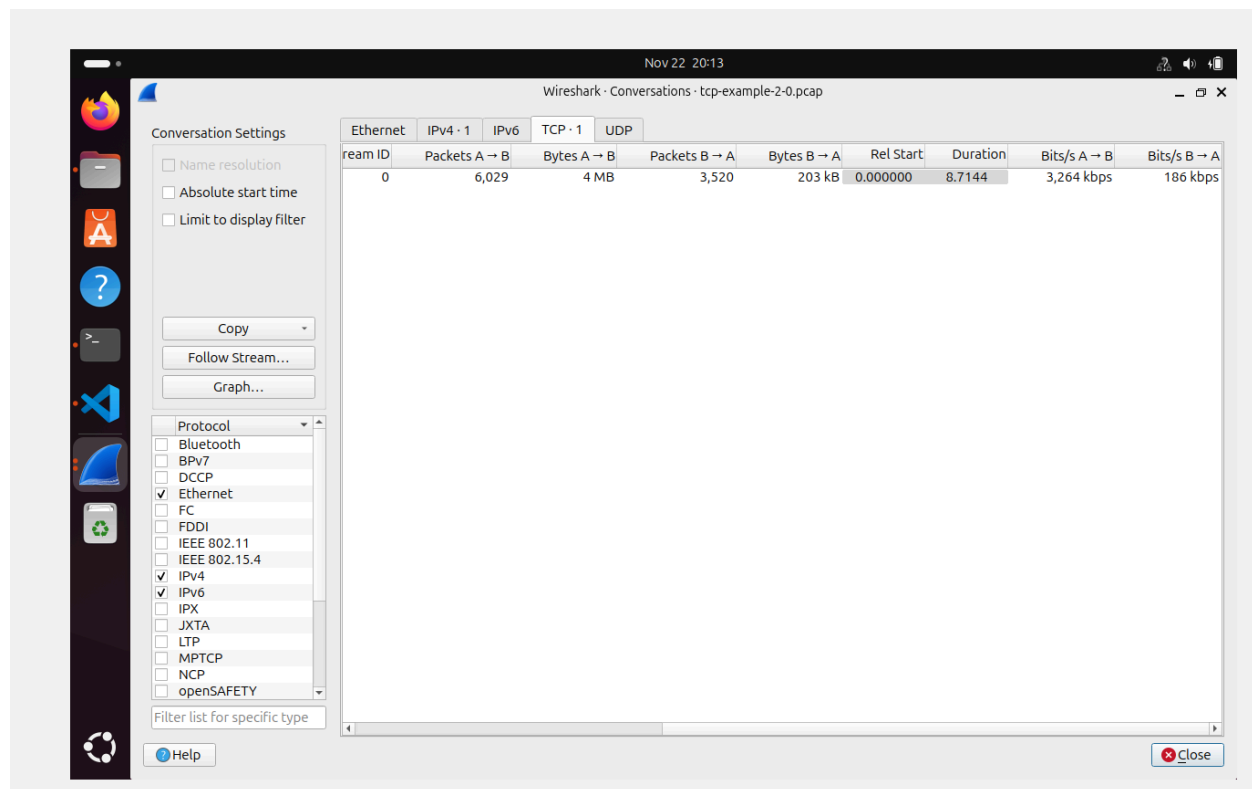 Nov 22 20:13
Wireshark · Conversations · tcp-example-2-0.pcap
Conversation Settings
Name resolution
Absolute start time
Limit to display filter
Copy
Follow Stream…
Graph…
Protocol
Bluetooth
BPv7
DCCP
Ethernet
FC
FDDI
IEEE 802.11
IEEE 802.15.4
IPv4
IPv6
IPX
JXTA
LTP
MPTCP
NCP
openSAFETY
Filter list for specific type
Ethernet IPv4 · 1 IPv6 TCP · 1 UDP
ream ID Packets A → B Bytes A → B Packets B → A Bytes B → A Rel Start Duration Bits/s A → B Bits/s B → A
0 6,029 4 MB 3,520 203 kB 0.000000 8.7144 3,264 kbps 186 kbps
Help
Close